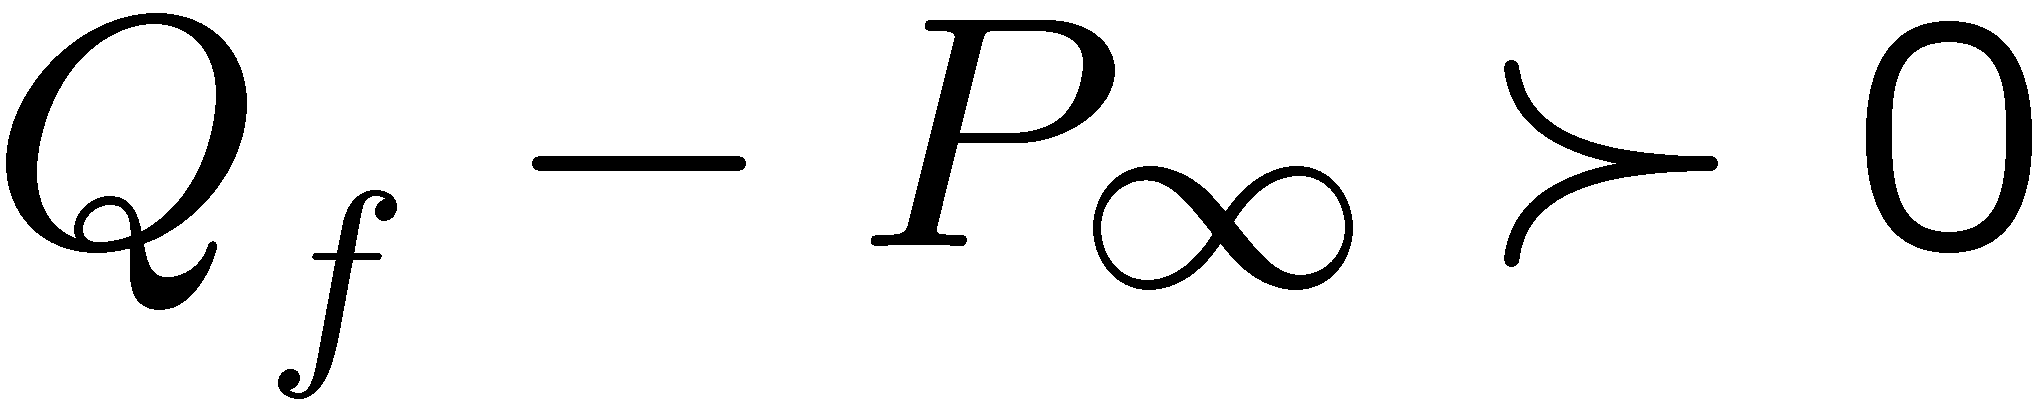 Q_f − P_∞ ≻ 0